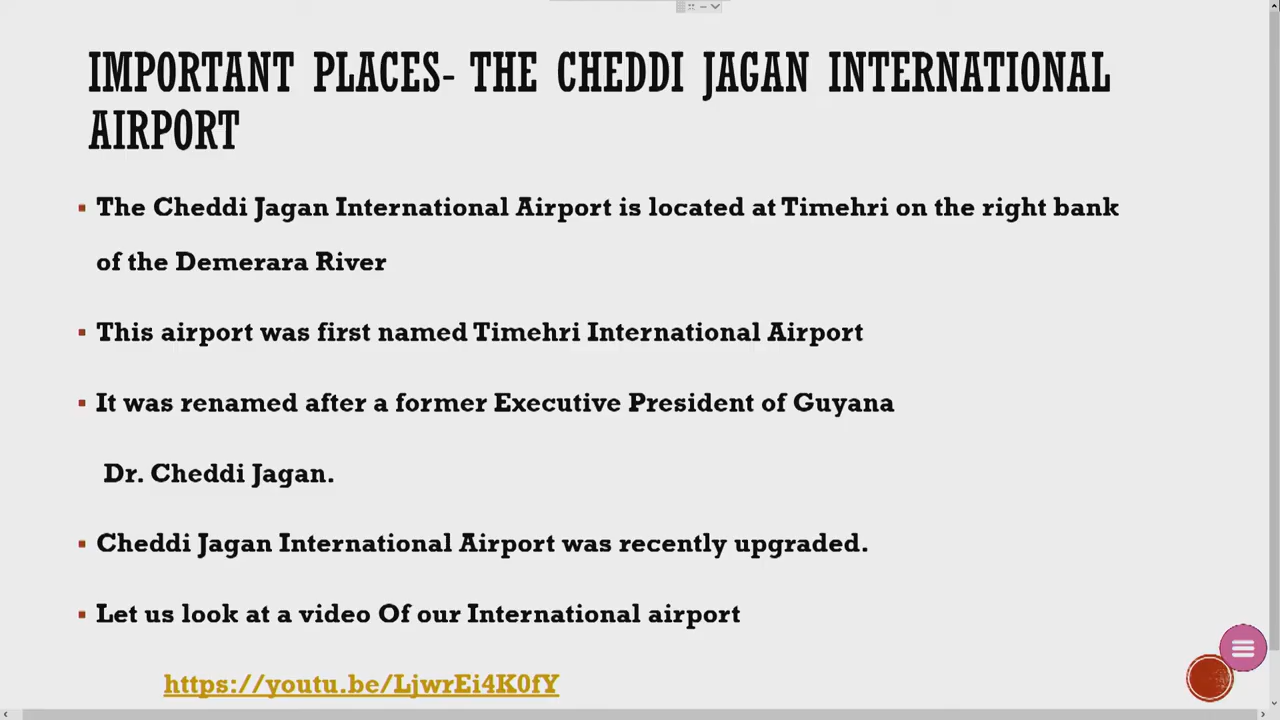 IMPORTANT PLACES- THE CHEDDI JAGAN INTERNATIONAL
AIRPORT
The Cheddi Jagan International Airport is located at Timehri on the right bank
of the Demerara River
This airport was first named Timehri International Airport
It was renamed after a former Executive President of Guyana
Dr. Cheddi Jagan.
Cheddi Jagan International Airport was recently upgraded.
Let us look at a video Of our International airport
https://youtu.be/LjwrEi4K0fY